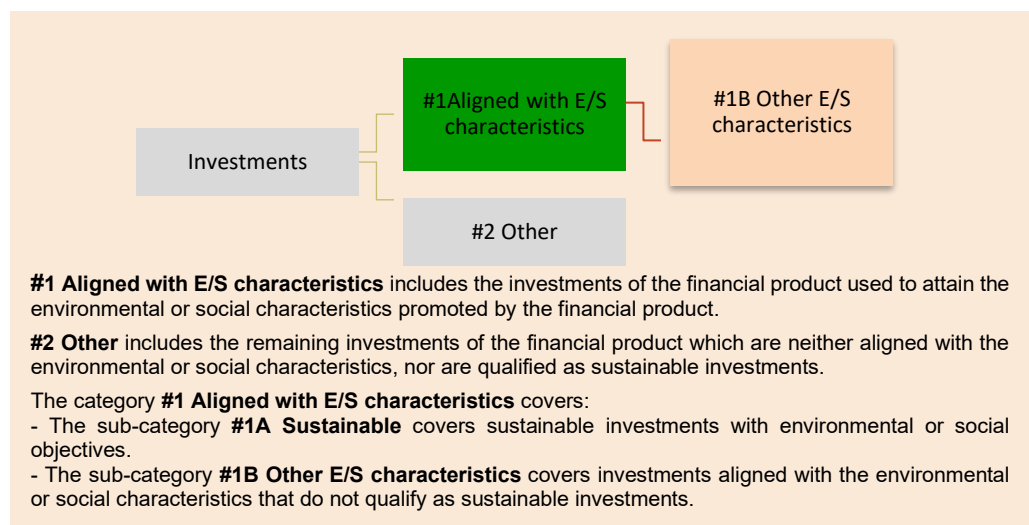 #1Aligned with E/S
characteristics
#1B Other E/S
characteristics
Investments
#2 Other
#1 Aligned with E/S characteristics includes the investments of the financial product used to attain the
environmental or social characteristics promoted by the financial product.
#2 Other includes the remaining investments of the financial product which are neither aligned with the
environmental or social characteristics, nor are qualified as sustainable investments.
The category #1 Aligned with E/S characteristics covers:
- The sub-category #1A Sustainable covers sustainable investments with environmental or social
objectives.
- The sub-category #1B Other E/S characteristics covers investments aligned with the environmental
or social characteristics that do not qualify as sustainable investments.